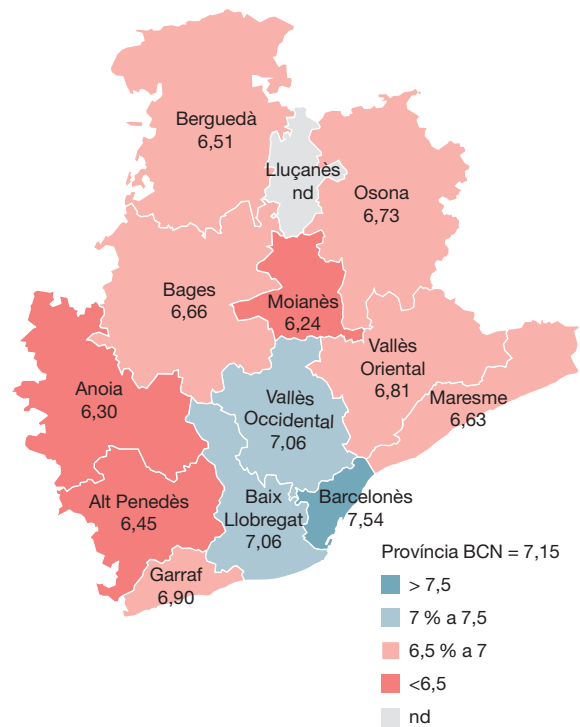 Berguedà
6,51
Lluçanès
nd
Osona
6,73
Bages
6,66
Moianès
6,24
Vallès
Oriental
6,81
Maresme
6,63
Anoia
6,30
Vallès
Occidental
7,06
Alt Penedès
6,45
Baix
Llobregat
7,06
Barcelonès
7,54
Garraf
6,90
Província BCN = 7,15
> 7,5
7 % a 7,5
6,5 % a 7
<6,5
nd